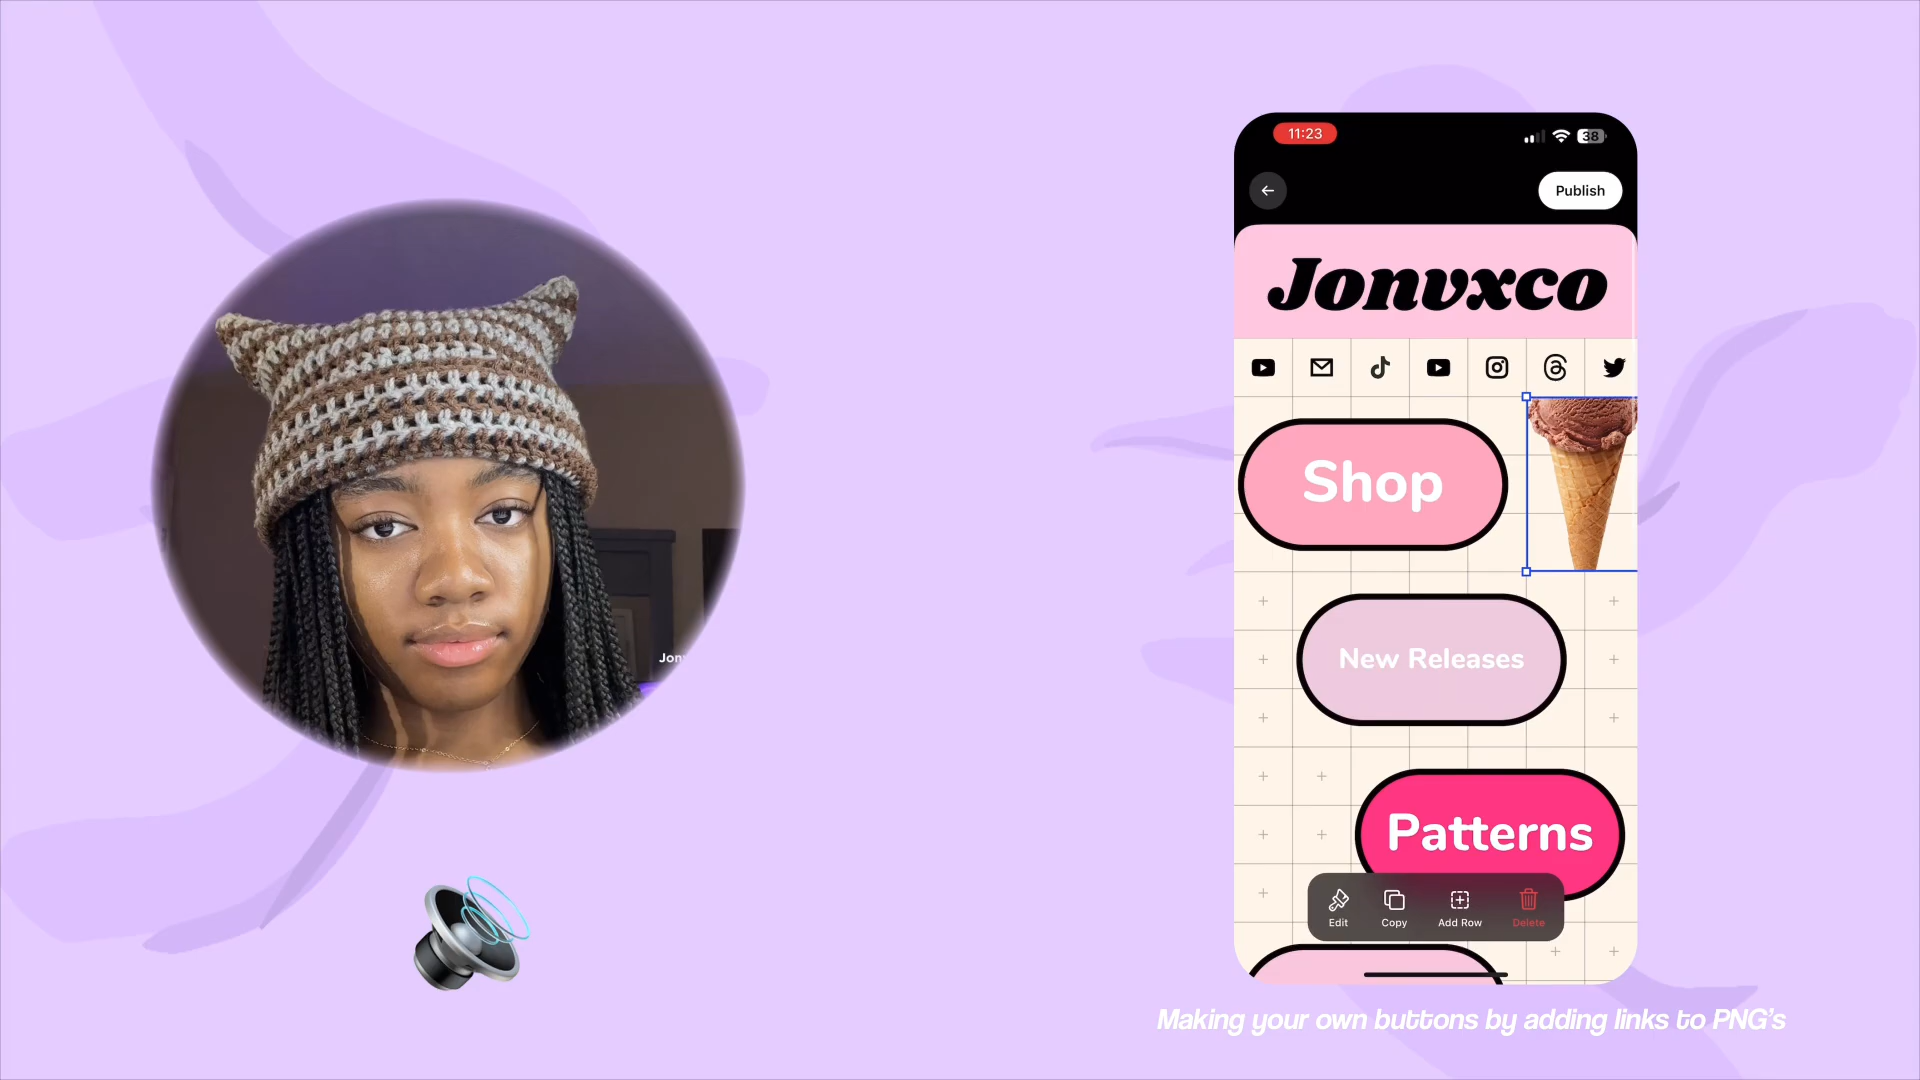 11:23
38
Publish
Jonvxco
Shop
New Releases
Patterns
Edit
Copy
Add Row
Delete
Making your own buttons by adding links to PNG's